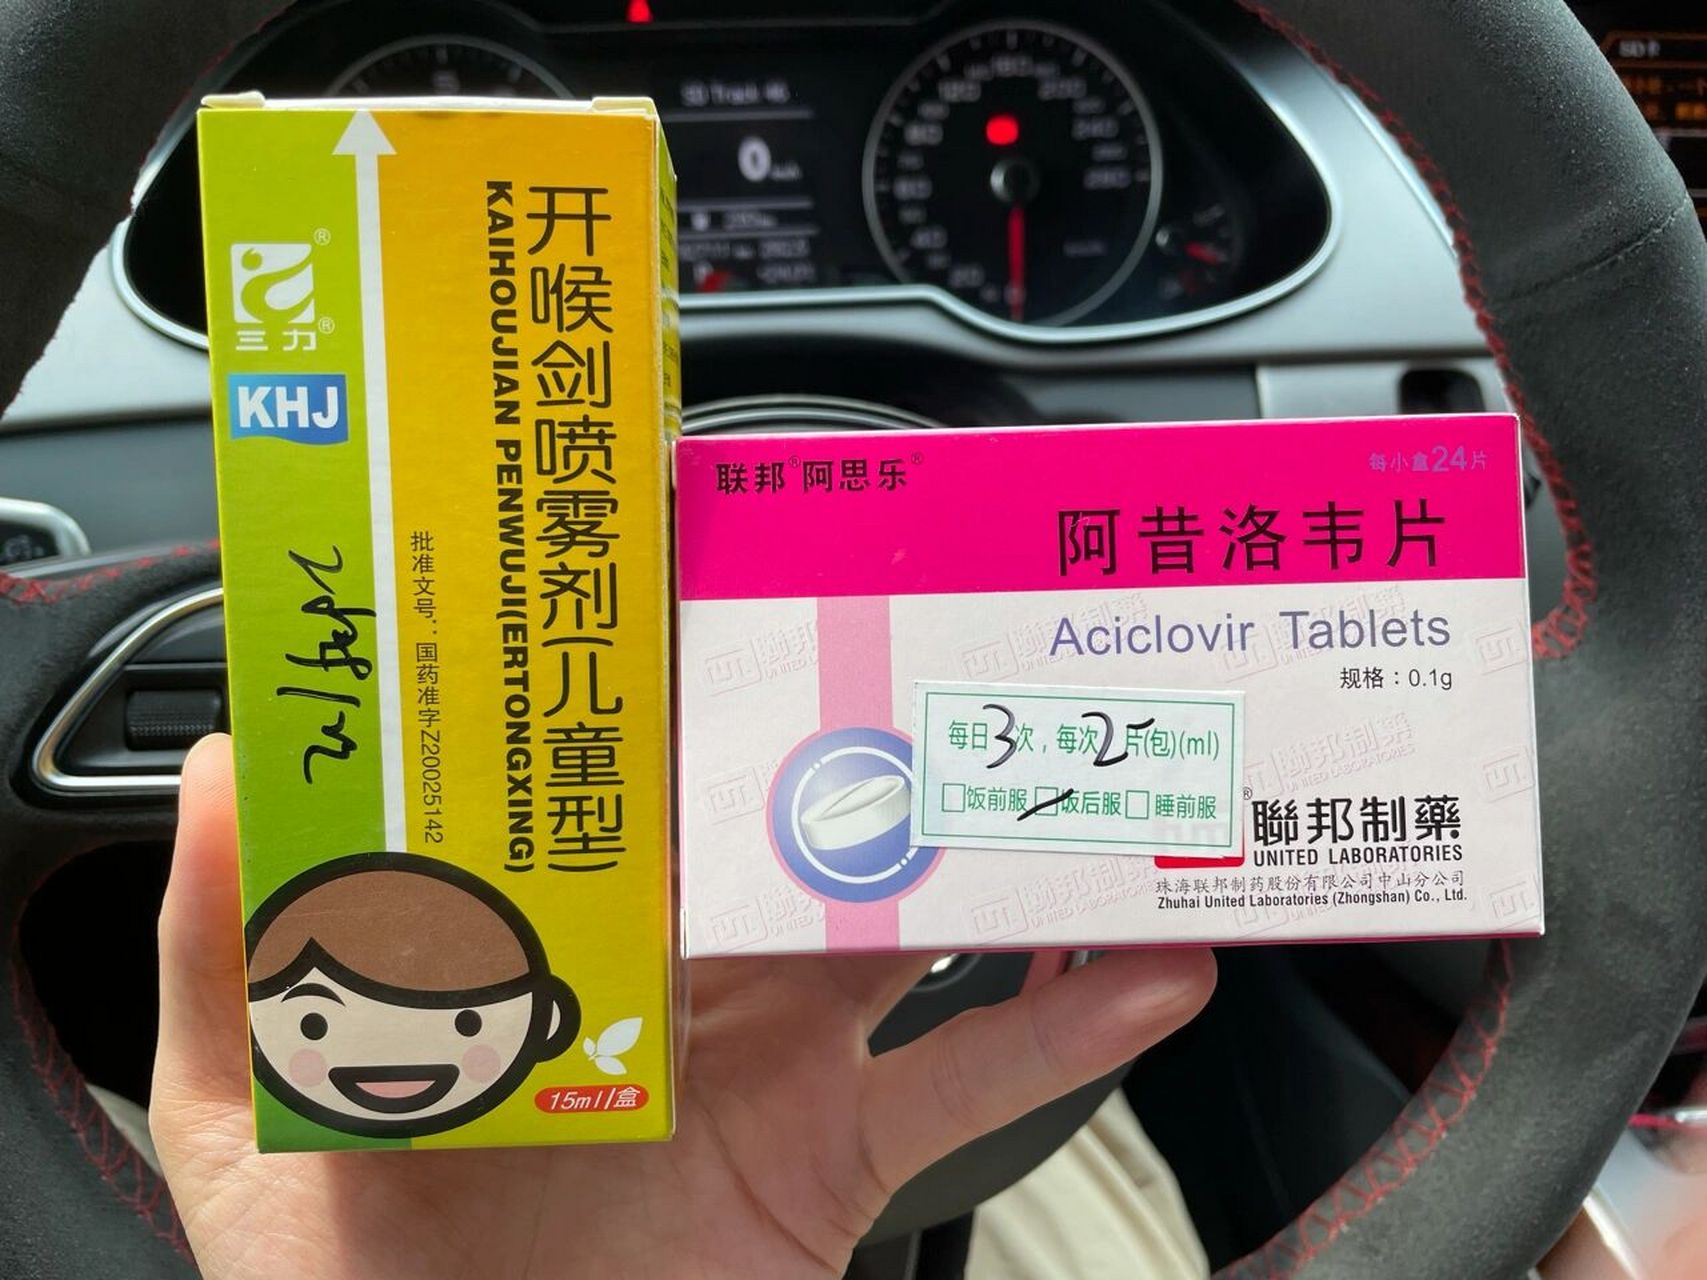 开喉剑喷雾剂(儿童型)
KAIHOUJIAN PENWUJI(ERTONGXING)
批准文号：国药准字Z20025142
三力
KHJ
15ml/盒
联邦®阿思乐®
每小盒24片
阿昔洛韦片
Aciclovir Tablets
规格：0.1g
每日3次，每次2片(包)(ml)
□饭前服 □饭后服 □睡前服
聯邦制藥
UNITED LABORATORIES
珠海联邦制药股份有限公司中山分公司
Zhuhai United Laboratories (Zhongshan) Co., Ltd.
SD Track 46
0